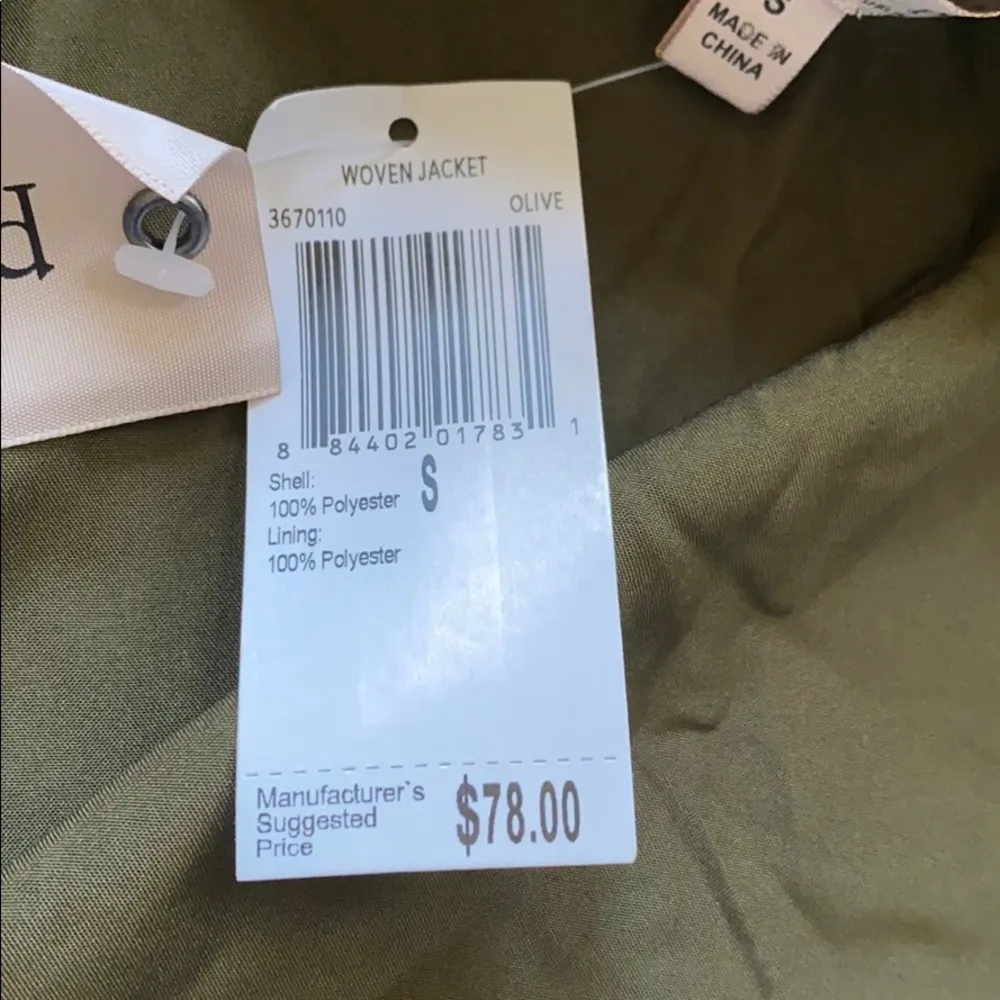 S
MADE IN
CHINA
d
WOVEN JACKET
3670110 OLIVE
8 84402 01783 1
Shell:
100% Polyester S
Lining:
100% Polyester
Manufacturer`s
Suggested
Price
$78.00